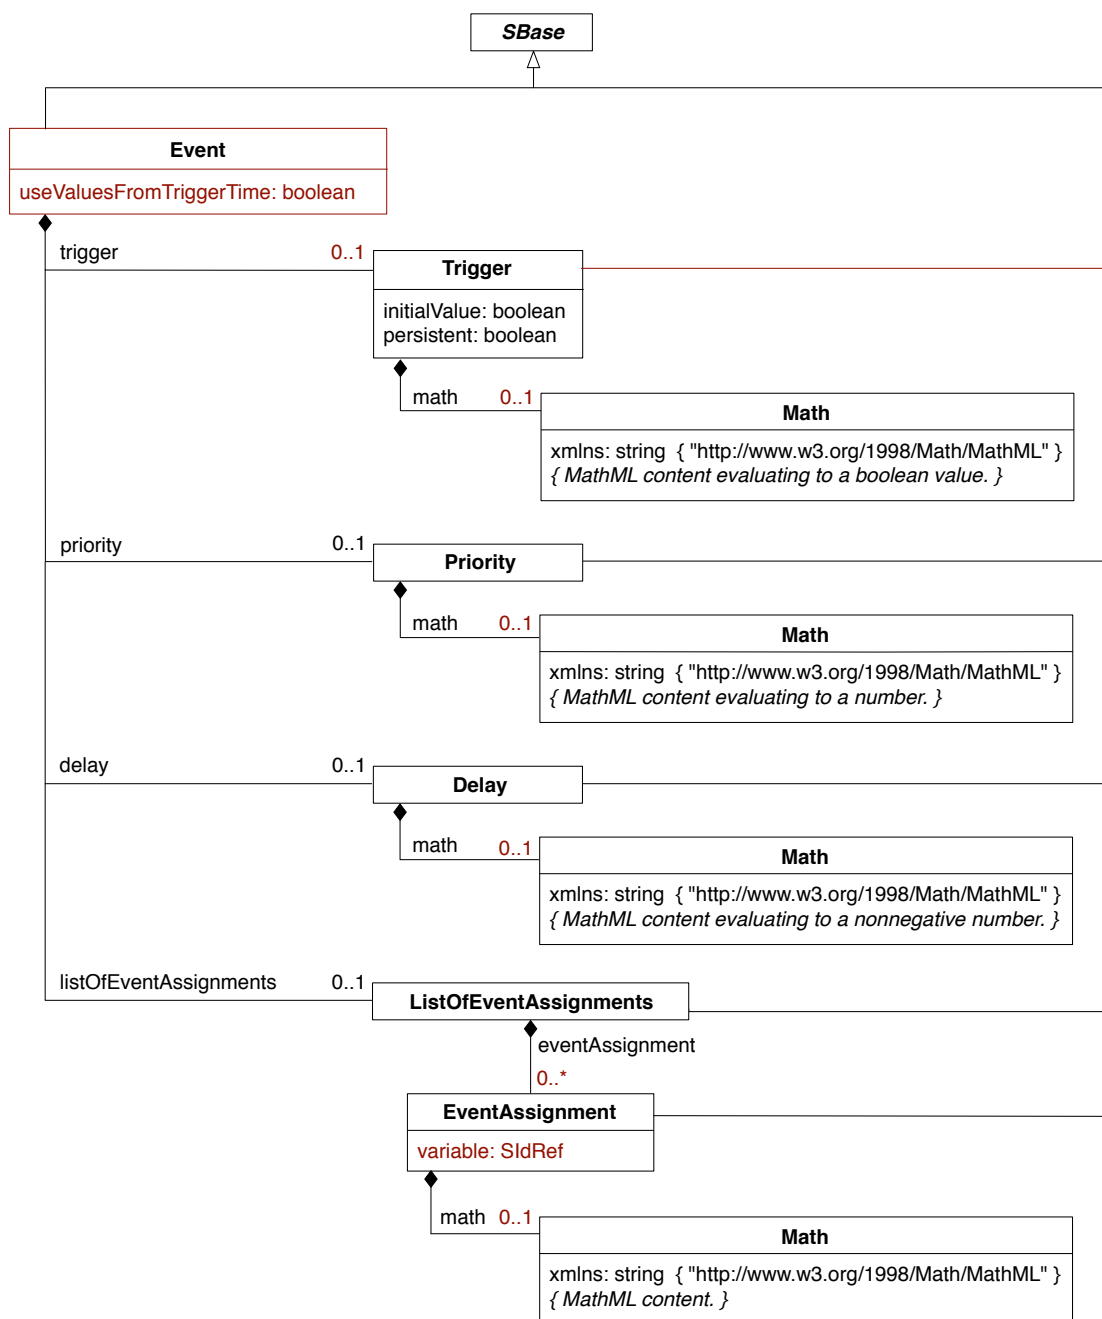 SBase
Event
useValuesFromTriggerTime: boolean
trigger 0..1
Trigger
initialValue: boolean
persistent: boolean
math 0..1
Math
xmlns: string { "http://www.w3.org/1998/Math/MathML" }
{ MathML content evaluating to a boolean value. }
priority 0..1
Priority
math 0..1
Math
xmlns: string { "http://www.w3.org/1998/Math/MathML" }
{ MathML content evaluating to a number. }
delay 0..1
Delay
math 0..1
Math
xmlns: string { "http://www.w3.org/1998/Math/MathML" }
{ MathML content evaluating to a nonnegative number. }
listOfEventAssignments 0..1
ListOfEventAssignments
eventAssignment
0..*
EventAssignment
variable: SIdRef
math 0..1
Math
xmlns: string { "http://www.w3.org/1998/Math/MathML" }
{ MathML content. }